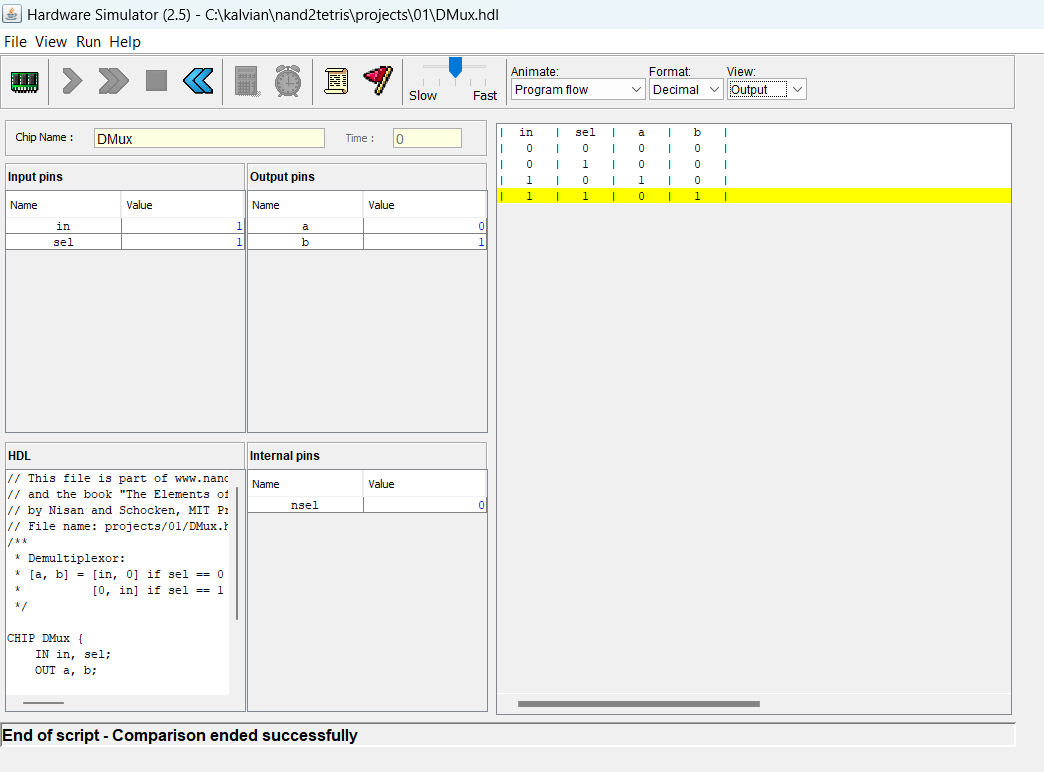 Hardware Simulator (2.5) - C:\kalvian\nand2tetris\projects\01\DMux.hdl
File View Run Help
Slow Fast
Animate: Format: View:
Program flow Decimal Output
Chip Name : DMux Time : 0
Input pins
Name Value
in 1
sel 1
Output pins
Name Value
a 0
b 1
| in | sel | a | b |
| 0 | 0 | 0 | 0 |
| 0 | 1 | 0 | 0 |
| 1 | 0 | 1 | 0 |
| 1 | 1 | 0 | 1 |
HDL
// This file is part of www.nand
// and the book "The Elements of
// by Nisan and Schocken, MIT Pr
// File name: projects/01/DMux.h
/**
* Demultiplexor:
* [a, b] = [in, 0] if sel == 0
* [0, in] if sel == 1
*/
CHIP DMux {
IN in, sel;
OUT a, b;
Internal pins
Name Value
nsel 0
End of script - Comparison ended successfully